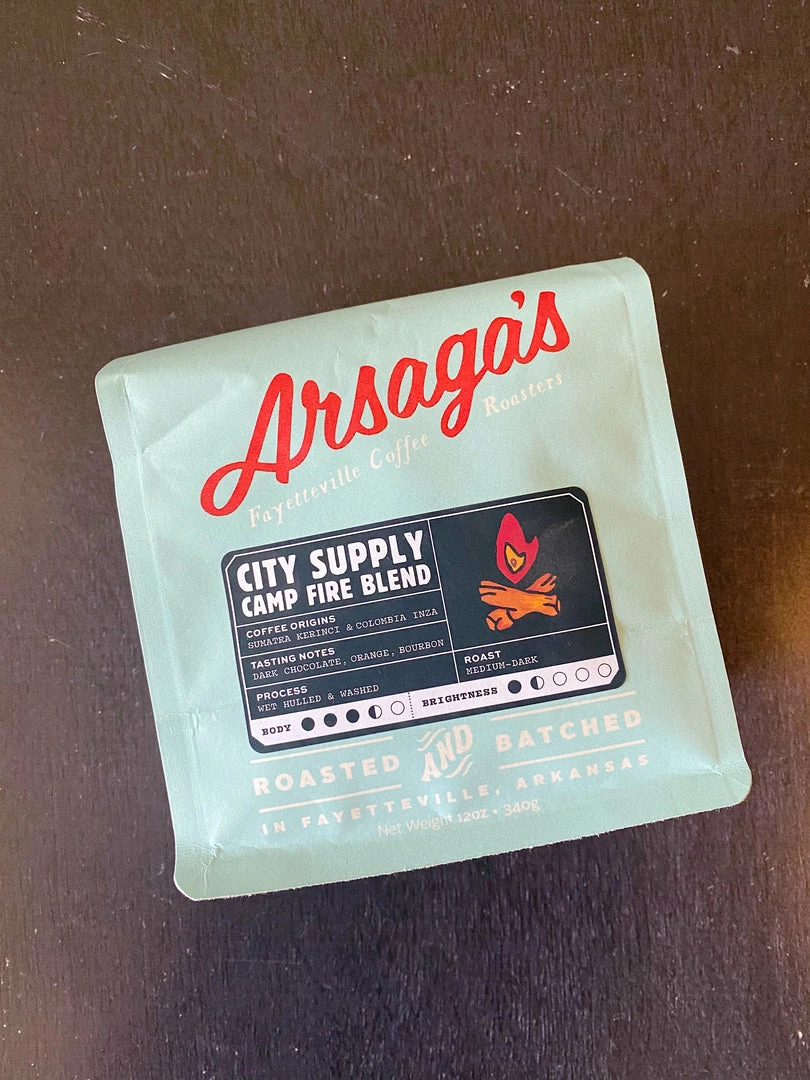 Arsaga's
Fayetteville Coffee Roasters
CITY SUPPLY
CAMP FIRE BLEND
COFFEE ORIGINS
SUMATRA KERINCI & COLOMBIA INZA
TASTING NOTES
DARK CHOCOLATE, ORANGE, BOURBON
PROCESS
WET HULLED & WASHED
ROAST
MEDIUM-DARK
BODY
BRIGHTNESS
ROASTED AND BATCHED
IN FAYETTEVILLE, ARKANSAS
Net Weight 12oz • 340g